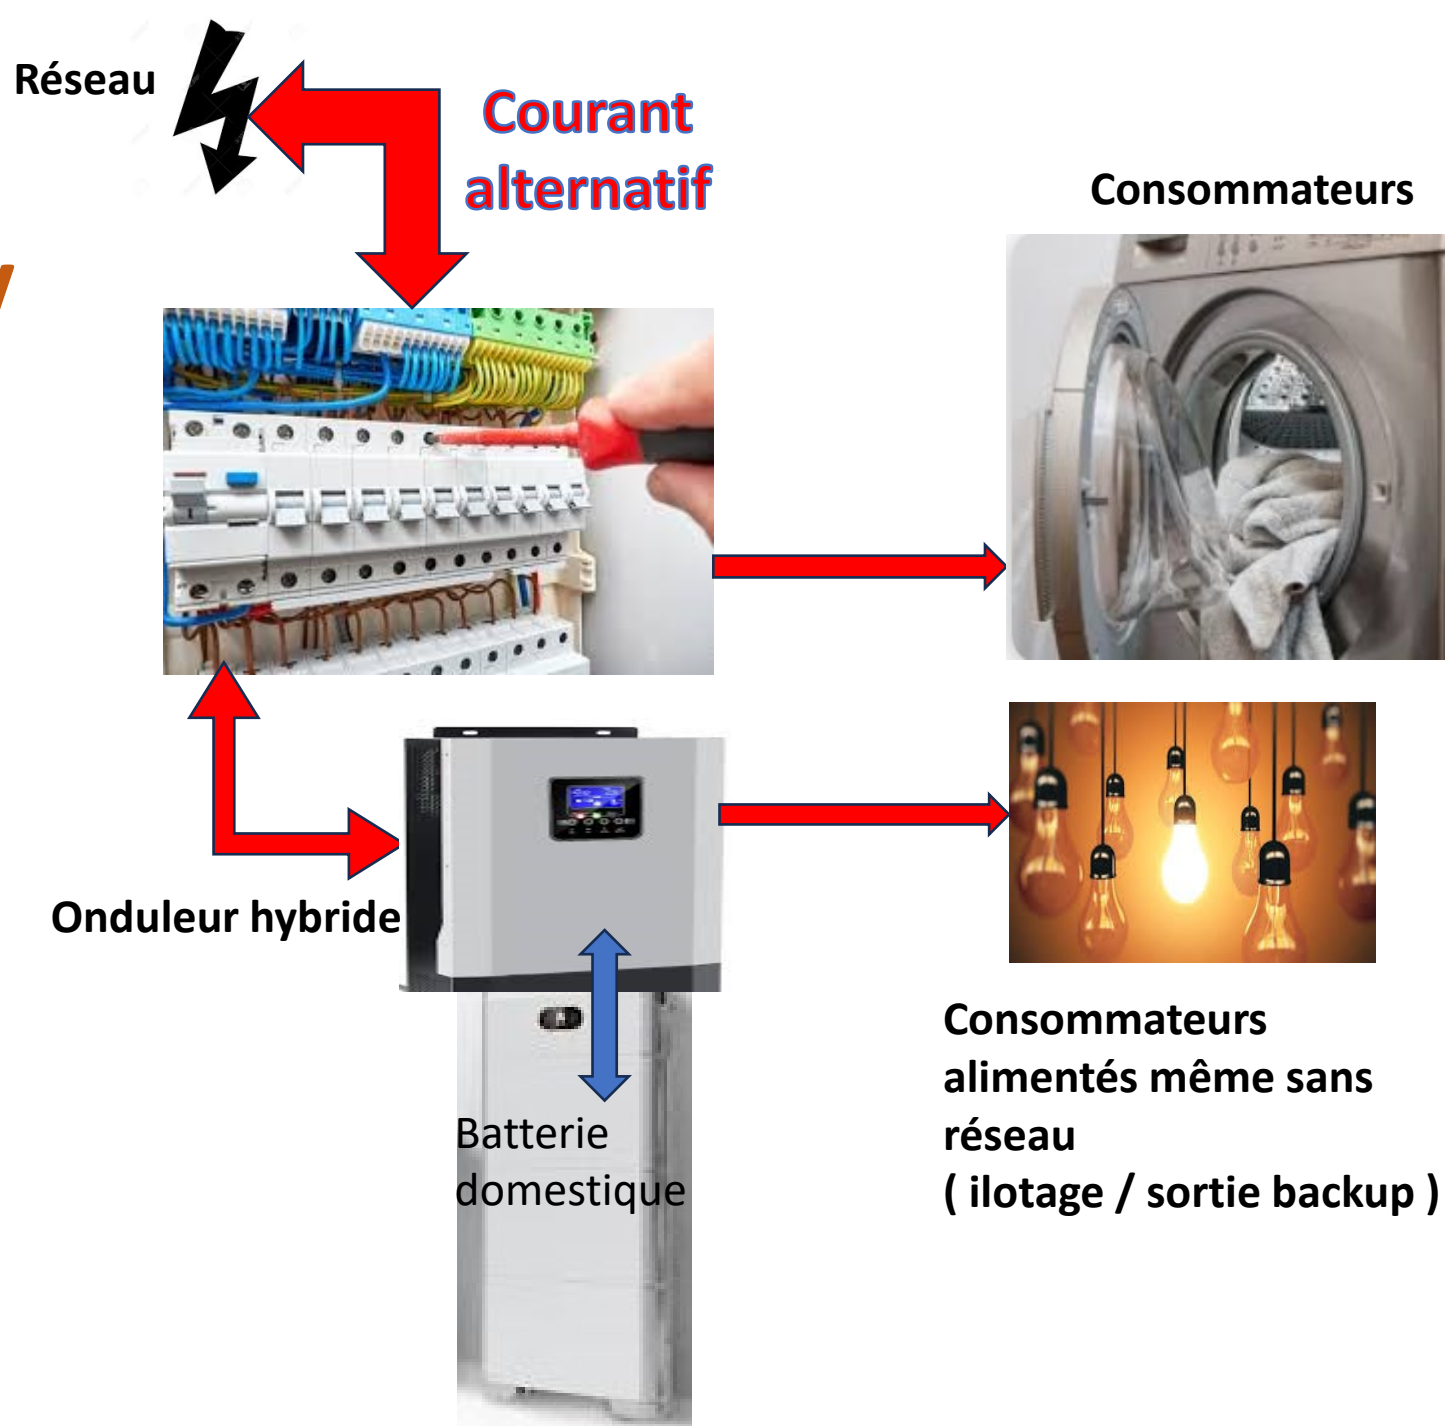 Réseau
Courant
alternatif
Consommateurs
Onduleur hybride
Batterie
domestique
Consommateurs
alimentés même sans
réseau
( ilotage / sortie backup )